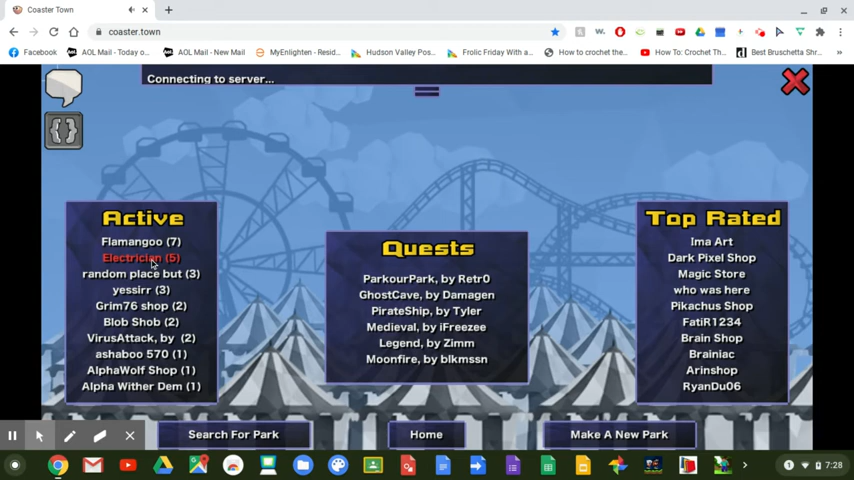 Coaster Town
coaster.town
Facebook
AOL Mail - Today o...
AOL Mail - New Mail
MyEnlighten - Resid...
Hudson Valley Pos...
Frolic Friday With a...
How to crochet the...
How To: Crochet Th...
Best Bruschetta Shr...
Connecting to server...
Active
Flamangoo (7)
Electrician (5)
random place but (3)
yessirr (3)
Grim76 shop (2)
Blob Shob (2)
VirusAttack, by (2)
ashaboo 570 (1)
AlphaWolf Shop (1)
Alpha Wither Dem (1)
Quests
ParkourPark, by Retr0
GhostCave, by Damagen
PirateShip, by Tyler
Medieval, by iFreezee
Legend, by Zimm
Moonfire, by blkmssn
Top Rated
Ima Art
Dark Pixel Shop
Magic Store
who was here
Pikachus Shop
FatiR1234
Brain Shop
Brainiac
Arinshop
RyanDu06
Search For Park
Home
Make A New Park
1
7:28